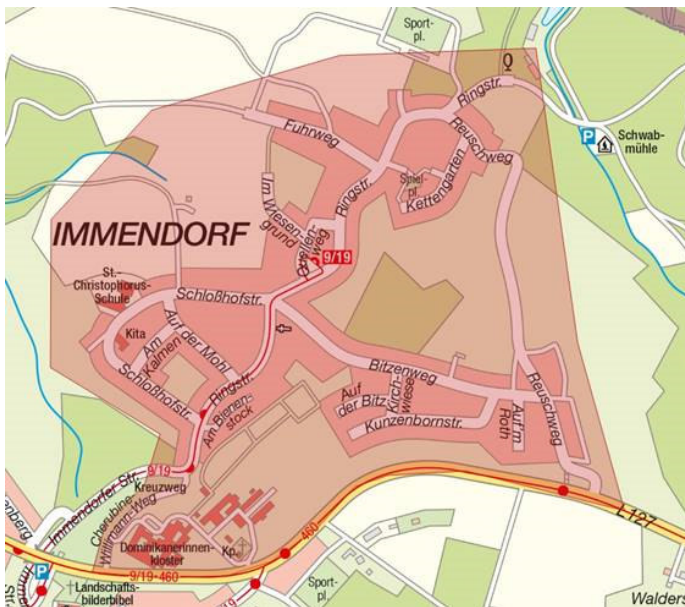 Sport-
pl.
Ringstr.
Fuhrweg
Reuschweg
P
Schwab-
mühle
Spiel-
pl.
Kettengarten
Im Wiesen-
grund
Ringstr.
Quellen-
weg
IMMENDORF
9/19
St.-
Christophorus-
Schule
Schloßhofstr.
Kita
Am
Kalmen
Auf der Mohl
Schloßhofstr.
Ringstr.
Am Bienen-
stock
Bitzenweg
Auf
der Bitz
Kirch-
wiese
Kunzenbornstr.
Auf'm
Roth
Reuschweg
9/19
Immendorfer Str.
Kreuzweg
Cherubine-
Willmann-Weg
Dominikanerinnen-
kloster
Kp.
460
L127
P
9/19·460
Landschafts-
bilderbibel
Sport-
pl.
Walders